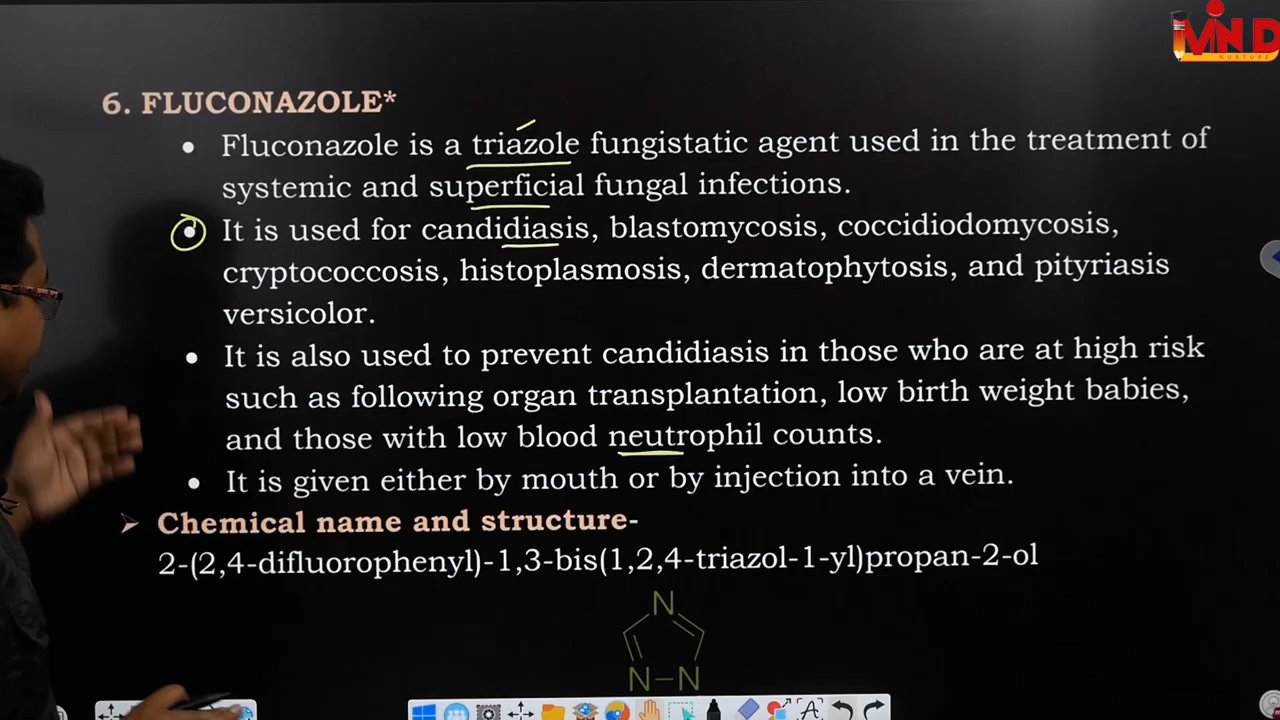 MIND
NURTURE
6. FLUCONAZOLE*
• Fluconazole is a triazole fungistatic agent used in the treatment of
systemic and superficial fungal infections.
• It is used for candidiasis, blastomycosis, coccidiodomycosis,
cryptococcosis, histoplasmosis, dermatophytosis, and pityriasis
versicolor.
• It is also used to prevent candidiasis in those who are at high risk
such as following organ transplantation, low birth weight babies,
and those with low blood neutrophil counts.
• It is given either by mouth or by injection into a vein.
➤ Chemical name and structure-
2-(2,4-difluorophenyl)-1,3-bis(1,2,4-triazol-1-yl)propan-2-ol
N
N–N